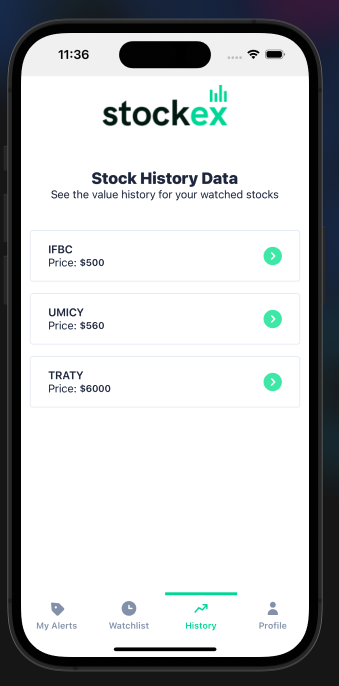 11:36
stockex
Stock History Data
See the value history for your watched stocks
IFBC
Price: $500
UMICY
Price: $560
TRATY
Price: $6000
My Alerts Watchlist History Profile